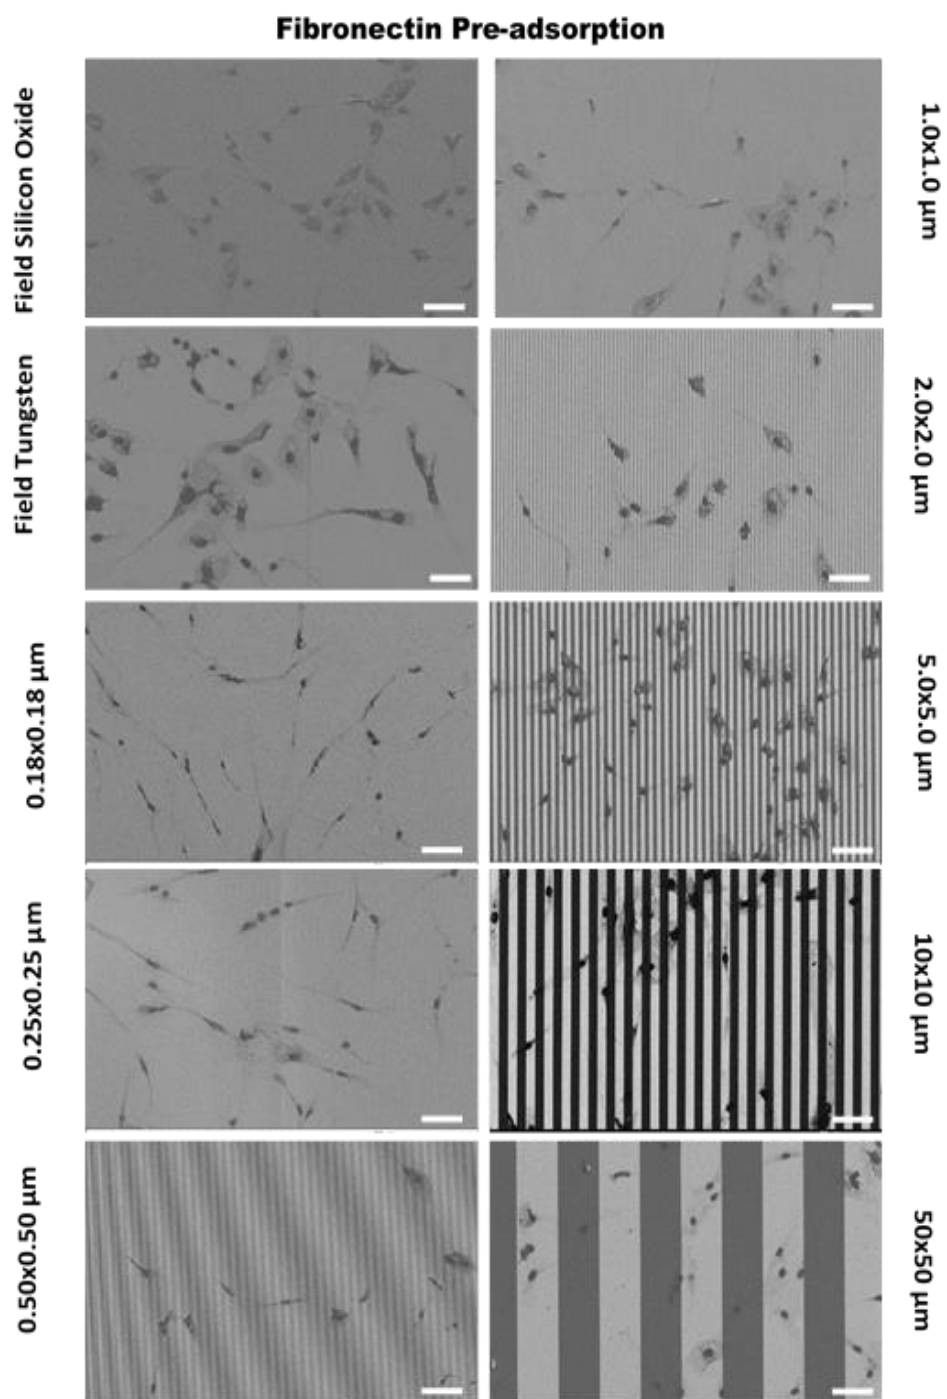 Fibronectin Pre-adsorption
Field Silicon Oxide
1.0x1.0 µm
Field Tungsten
2.0x2.0 µm
0.18x0.18 µm
5.0x5.0 µm
0.25x0.25 µm
10x10 µm
0.50x0.50 µm
50x50 µm